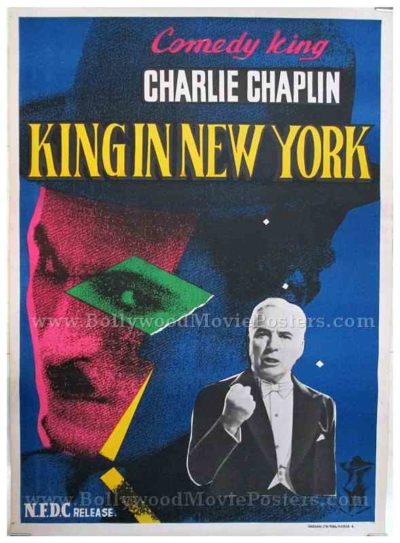 Comedy king
CHARLIE CHAPLIN
KING IN NEW YORK
www.BollywoodMoviePosters.com
www.BollywoodMoviePosters.com
N.F.D.C RELEASE.